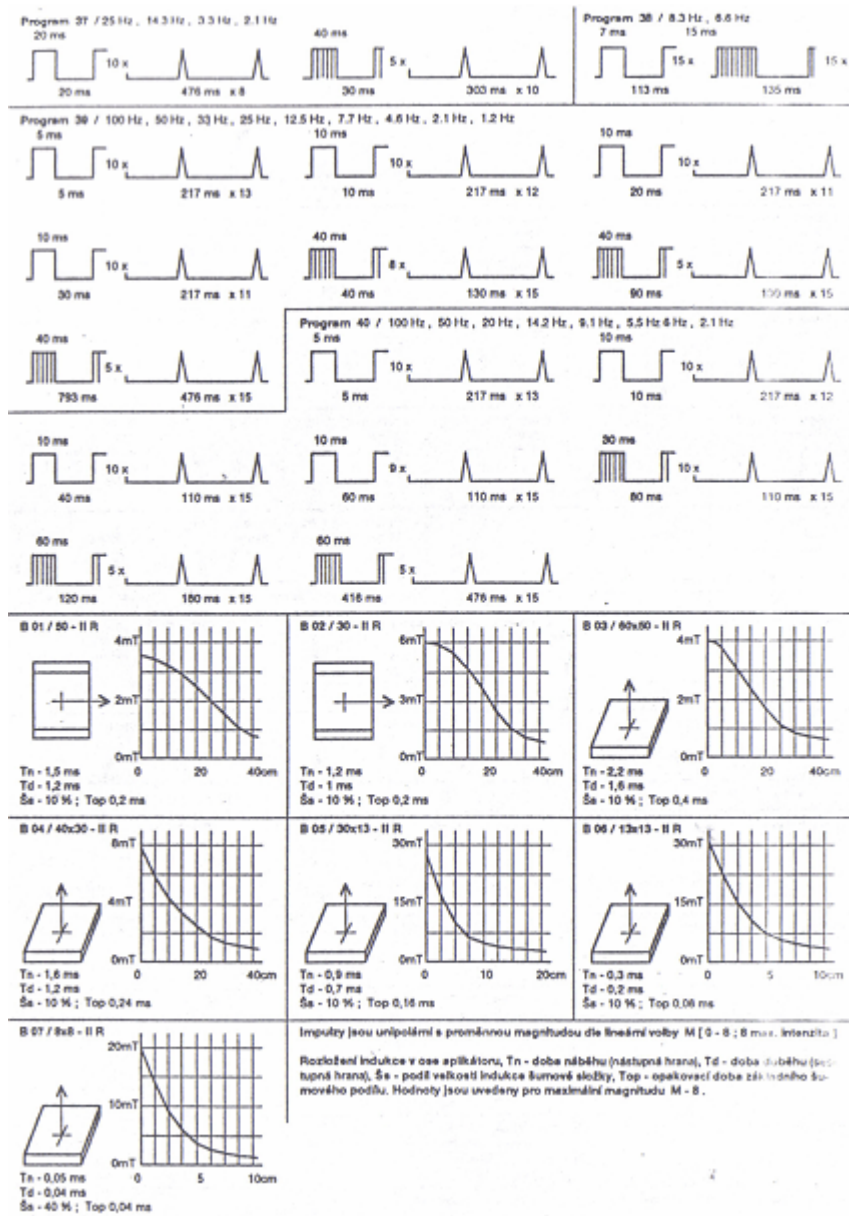 Program 37 / 25 Hz , 14.3 Hz , 3.3 Hz , 2.1 Hz
20 ms
10 x
20 ms
476 ms x 8
40 ms
5 x
30 ms
303 ms x 10
Program 38 / 8.3 Hz , 6.6 Hz
7 ms
15 x
113 ms
15 ms
15 x
135 ms
Program 39 / 100 Hz , 50 Hz , 33 Hz , 25 Hz , 12.5 Hz , 7.7 Hz , 4.6 Hz , 2.1 Hz , 1.2 Hz
5 ms
10 x
5 ms
217 ms x 13
10 ms
10 x
10 ms
217 ms x 12
10 ms
10 x
20 ms
217 ms x 11
10 ms
10 x
30 ms
217 ms x 11
40 ms
8 x
40 ms
130 ms x 15
40 ms
5 x
90 ms
ms x 15
40 ms
5 x
793 ms
476 ms x 15
Program 40 / 100 Hz , 50 Hz , 20 Hz , 14.2 Hz , 9.1 Hz , 5.5 Hz 6 Hz , 2.1 Hz
5 ms
10 x
5 ms
217 ms x 13
10 ms
10 x
10 ms
217 ms x 12
10 ms
10 x
40 ms
110 ms x 15
10 ms
9 x
60 ms
110 ms x 15
30 ms
10 x
80 ms
110 ms x 15
60 ms
5 x
120 ms
180 ms x 15
60 ms
5 x
416 ms
476 ms x 15
B 01 / 50 - II R
4mT
2mT
0mT
0 20 40cm
Tn - 1,5 ms
Td - 1,2 ms
Šs - 10 % ; Top 0,2 ms
B 02 / 30 - II R
6mT
3mT
0mT
0 20 40cm
Tn - 1,2 ms
Td - 1 ms
Šs - 10 % ; Top 0,2 ms
B 03 / 60x60 - II R
4mT
2mT
0mT
0 20 40cm
Tn - 2,2 ms
Td - 1,6 ms
Šs - 10 % ; Top 0,4 ms
B 04 / 40x30 - II R
8mT
4mT
0mT
0 20 40cm
Tn - 1,6 ms
Td - 1,2 ms
Šs - 10 % ; Top 0,24 ms
B 05 / 30x13 - II R
30mT
15mT
0mT
0 10 20cm
Tn - 0,9 ms
Td - 0,7 ms
Šs - 10 % ; Top 0,16 ms
B 06 / 13x13 - II R
30mT
15mT
0mT
0 5 10cm
Tn - 0,3 ms
Td - 0,2 ms
Šs - 10 % ; Top 0,08 ms
B 07 / 8x8 - II R
20mT
10mT
0mT
0 5 10cm
Tn - 0,05 ms
Td - 0,04 ms
Šs - 40 % ; Top 0,04 ms
Impulzy jsou unipolární s proměnnou magnitudou dle lineární volby M [ 0 - 8 ; 8 max. intenzita ]
Rozložení indukce v ose aplikátoru, Tn - doba náběhu (nástupná hrana), Td - doba doběhu (ses-
tupná hrana), Šs - podíl velkosti indukce šumové složky, Top - opakovací doba základního šu-
mového podílu. Hodnoty jsou uvedeny pro maximální magnitudu M - 8 .